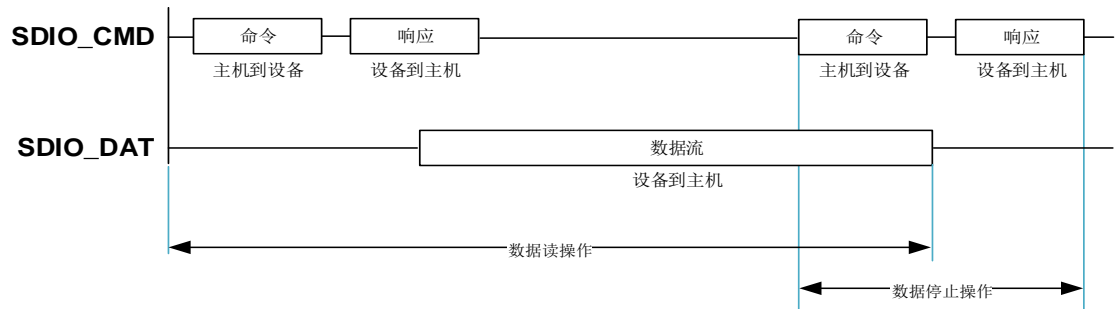 SDIO_CMD 命令 响应 命令 响应
主机到设备 设备到主机 主机到设备 设备到主机
SDIO_DAT 数据流
设备到主机
数据读操作
数据停止操作